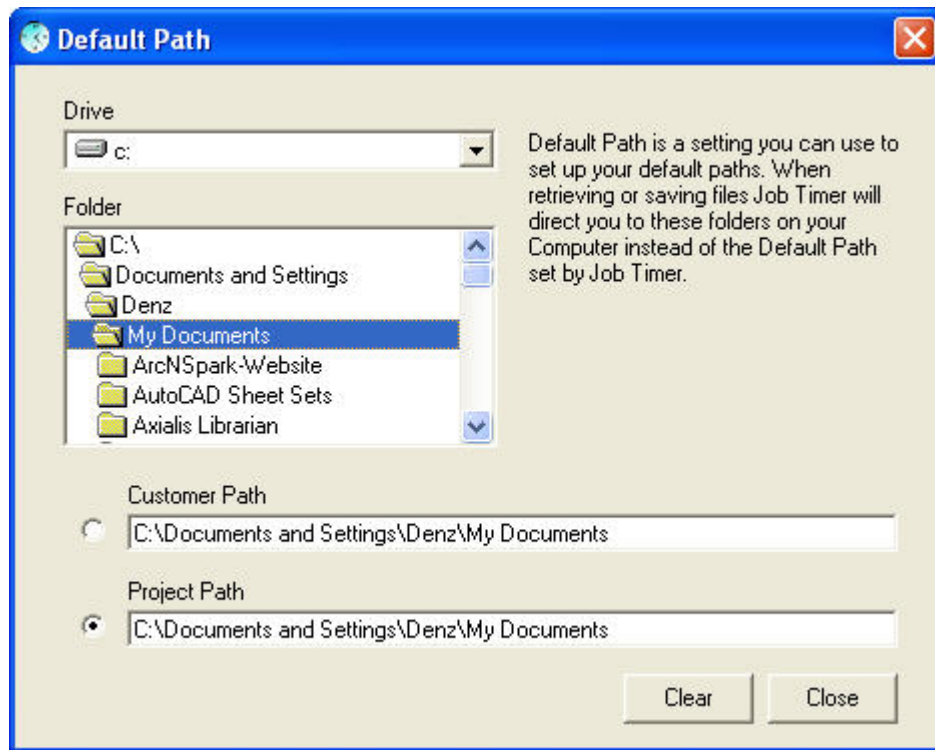 Default Path
Drive
c:
Default Path is a setting you can use to
set up your default paths. When
retrieving or saving files Job Timer will
direct you to these folders on your
Computer instead of the Default Path
set by Job Timer.
Folder
C:\
Documents and Settings
Denz
My Documents
ArcNSpark-Website
AutoCAD Sheet Sets
Axialis Librarian
Customer Path
C:\Documents and Settings\Denz\My Documents
Project Path
C:\Documents and Settings\Denz\My Documents
Clear
Close